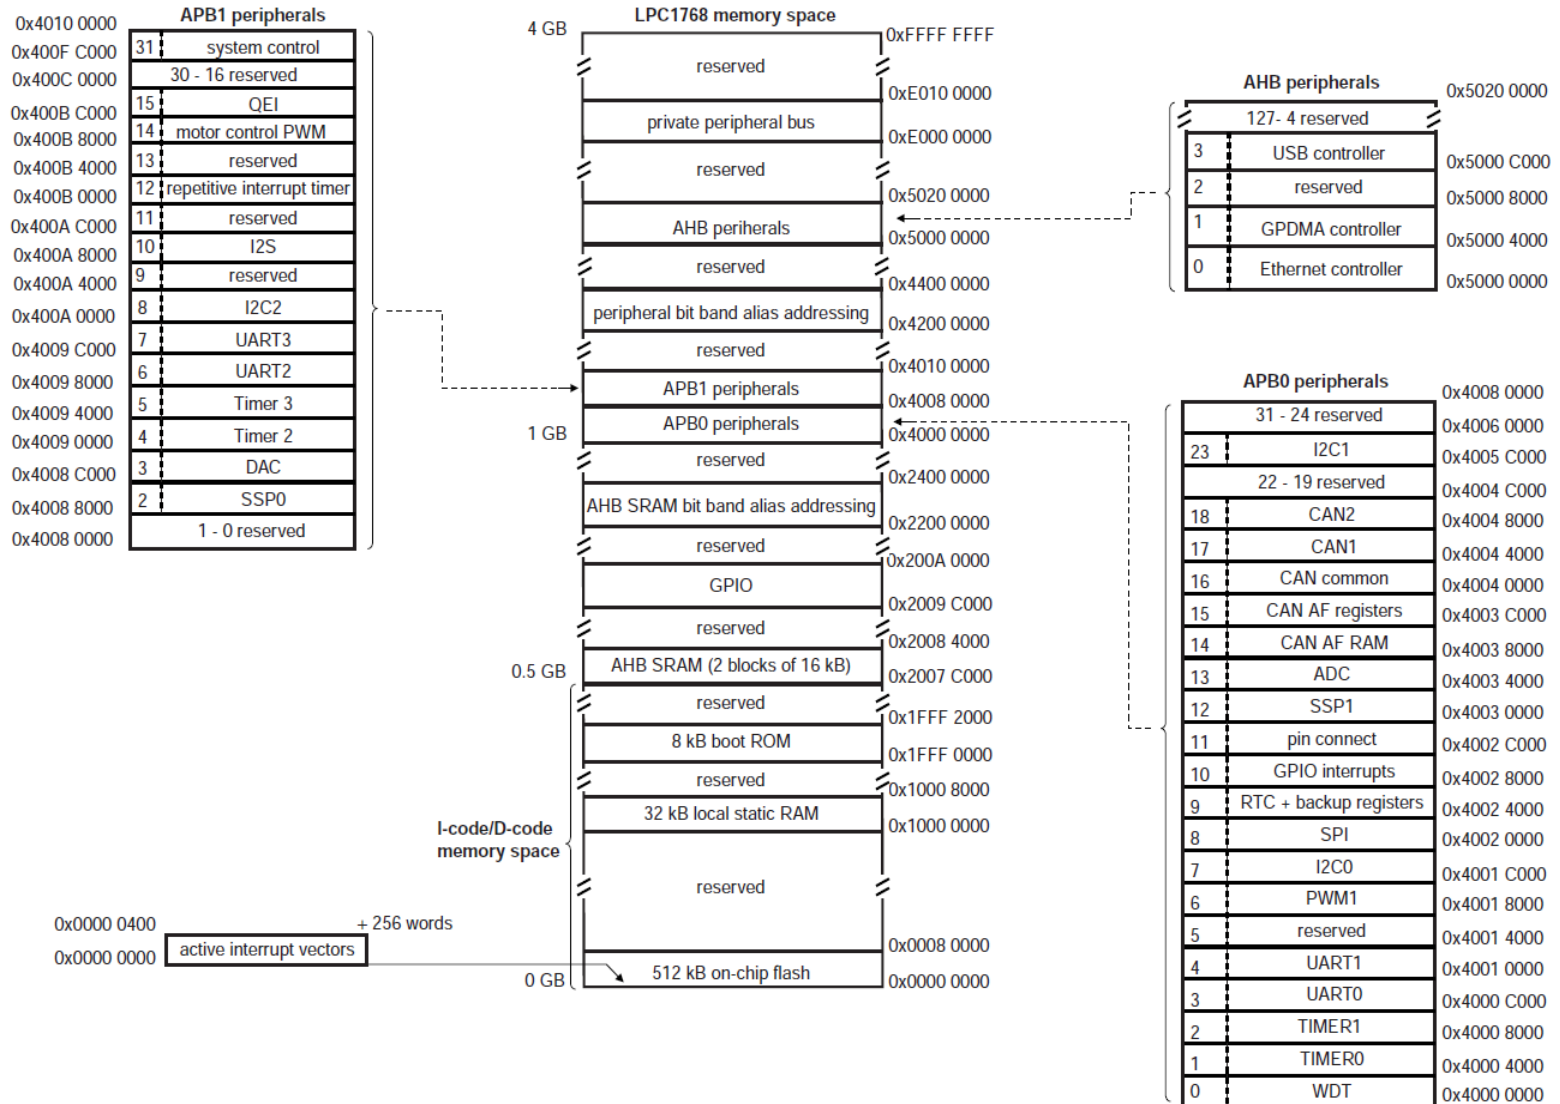 APB1 peripherals
0x4010 0000
31 system control
0x400F C000
30 - 16 reserved
0x400C 0000
15 QEI
0x400B C000
14 motor control PWM
0x400B 8000
13 reserved
0x400B 4000
12 repetitive interrupt timer
0x400B 0000
11 reserved
0x400A C000
10 I2S
0x400A 8000
9 reserved
0x400A 4000
8 I2C2
0x400A 0000
7 UART3
0x4009 C000
6 UART2
0x4009 8000
5 Timer 3
0x4009 4000
4 Timer 2
0x4009 0000
3 DAC
0x4008 C000
2 SSP0
0x4008 8000
1 - 0 reserved
0x4008 0000
LPC1768 memory space
4 GB
0xFFFF FFFF
reserved
0xE010 0000
private peripheral bus
0xE000 0000
reserved
0x5020 0000
AHB periherals
0x5000 0000
reserved
0x4400 0000
peripheral bit band alias addressing
0x4200 0000
reserved
0x4010 0000
APB1 peripherals
0x4008 0000
APB0 peripherals
1 GB
0x4000 0000
reserved
0x2400 0000
AHB SRAM bit band alias addressing
0x2200 0000
reserved
0x200A 0000
GPIO
0x2009 C000
reserved
0x2008 4000
AHB SRAM (2 blocks of 16 kB)
0.5 GB
0x2007 C000
reserved
0x1FFF 2000
8 kB boot ROM
0x1FFF 0000
reserved
0x1000 8000
32 kB local static RAM
0x1000 0000
I-code/D-code
memory space
reserved
0x0008 0000
512 kB on-chip flash
0 GB
0x0000 0000
0x0000 0400
+ 256 words
active interrupt vectors
0x0000 0000
AHB peripherals
0x5020 0000
127- 4 reserved
3 USB controller
0x5000 C000
2 reserved
0x5000 8000
1 GPDMA controller
0x5000 4000
0 Ethernet controller
0x5000 0000
APB0 peripherals
0x4008 0000
31 - 24 reserved
0x4006 0000
23 I2C1
0x4005 C000
22 - 19 reserved
0x4004 C000
18 CAN2
0x4004 8000
17 CAN1
0x4004 4000
16 CAN common
0x4004 0000
15 CAN AF registers
0x4003 C000
14 CAN AF RAM
0x4003 8000
13 ADC
0x4003 4000
12 SSP1
0x4003 0000
11 pin connect
0x4002 C000
10 GPIO interrupts
0x4002 8000
9 RTC + backup registers
0x4002 4000
8 SPI
0x4002 0000
7 I2C0
0x4001 C000
6 PWM1
0x4001 8000
5 reserved
0x4001 4000
4 UART1
0x4001 0000
3 UART0
0x4000 C000
2 TIMER1
0x4000 8000
1 TIMER0
0x4000 4000
0 WDT
0x4000 0000